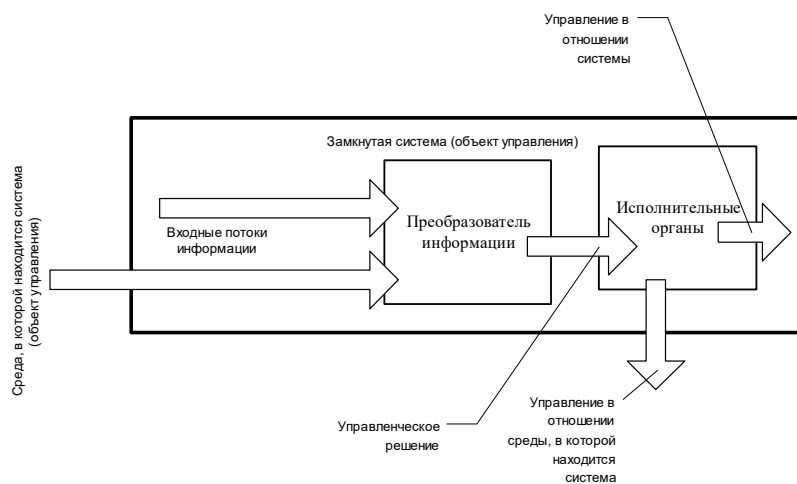 Управление в
отношении
системы
Замкнутая система (объект управления)
Среда, в которой находится система
(объект управления)
Входные потоки
информации
Преобразователь
информации
Исполнительные
органы
Управленческое
решение
Управление в
отношении
среды, в которой
находится
система